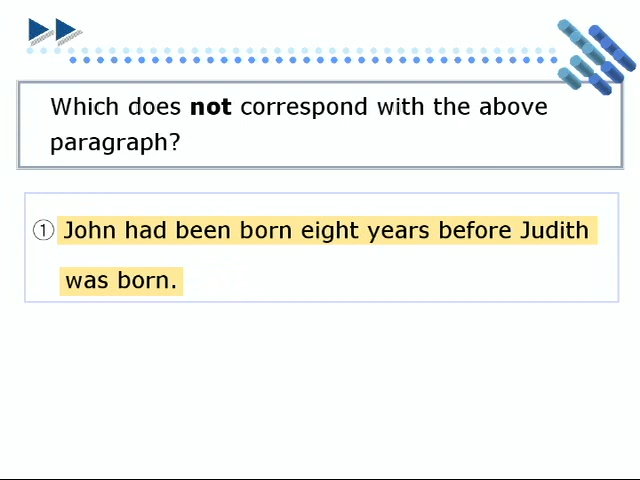 Which does not correspond with the above
paragraph?
① John had been born eight years before Judith
was born.